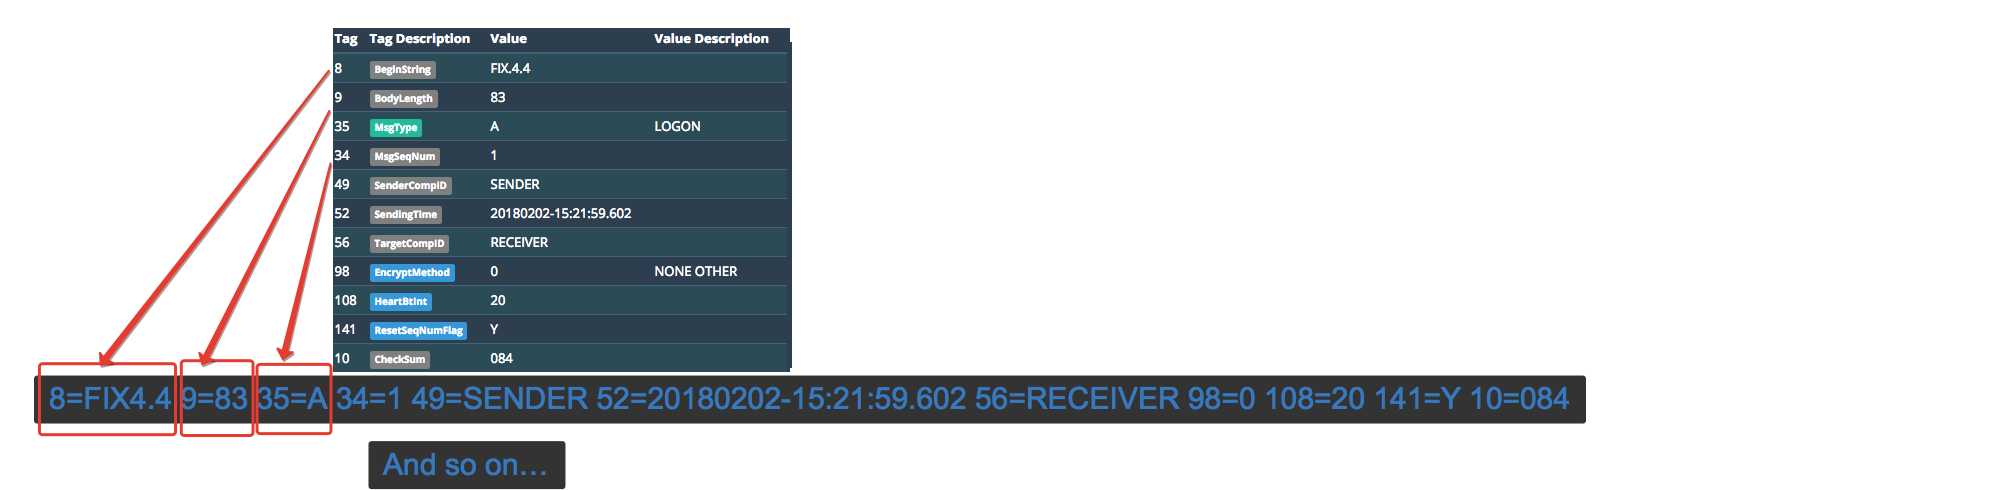 Tag Tag Description Value Value Description
8 BeginString FIX.4.4
9 BodyLength 83
35 MsgType A LOGON
34 MsgSeqNum 1
49 SenderCompID SENDER
52 SendingTime 20180202-15:21:59.602
56 TargetCompID RECEIVER
98 EncryptMethod 0 NONE OTHER
108 HeartBtInt 20
141 ResetSeqNumFlag Y
10 CheckSum 084
8=FIX4.4 9=83 35=A 34=1 49=SENDER 52=20180202-15:21:59.602 56=RECEIVER 98=0 108=20 141=Y 10=084
And so on…